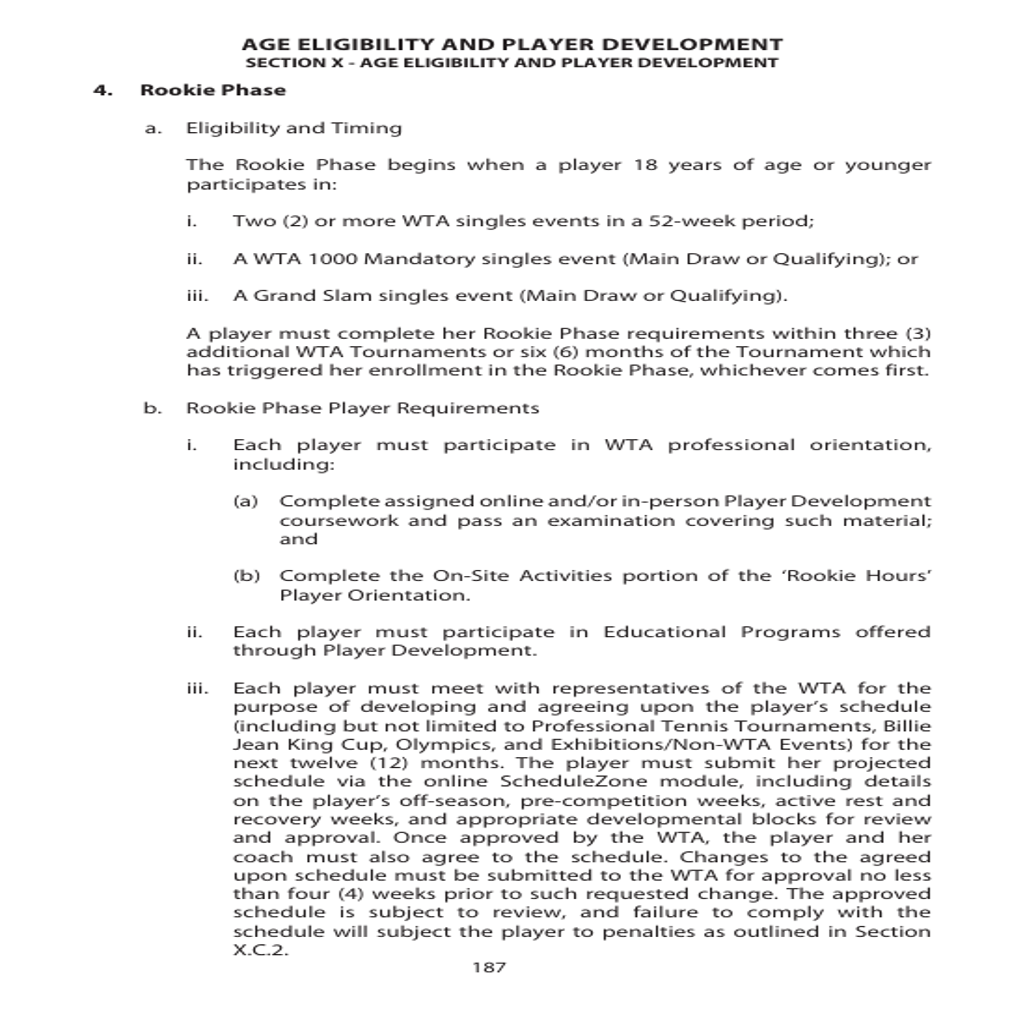 AGE ELIGIBILITY AND PLAYER DEVELOPMENT
SECTION X - AGE ELIGIBILITY AND PLAYER DEVELOPMENT
4. Rookie Phase
a. Eligibility and Timing
The Rookie Phase begins when a player 18 years of age or younger
participates in:
i. Two (2) or more WTA singles events in a 52-week period;
ii. A WTA 1000 Mandatory singles event (Main Draw or Qualifying); or
iii. A Grand Slam singles event (Main Draw or Qualifying).
A player must complete her Rookie Phase requirements within three (3)
additional WTA Tournaments or six (6) months of the Tournament which
has triggered her enrollment in the Rookie Phase, whichever comes first.
b. Rookie Phase Player Requirements
i. Each player must participate in WTA professional orientation,
including:
(a) Complete assigned online and/or in-person Player Development
coursework and pass an examination covering such material;
and
(b) Complete the On-Site Activities portion of the ‘Rookie Hours’
Player Orientation.
ii. Each player must participate in Educational Programs offered
through Player Development.
iii. Each player must meet with representatives of the WTA for the
purpose of developing and agreeing upon the player’s schedule
(including but not limited to Professional Tennis Tournaments, Billie
Jean King Cup, Olympics, and Exhibitions/Non-WTA Events) for the
next twelve (12) months. The player must submit her projected
schedule via the online ScheduleZone module, including details
on the player’s off-season, pre-competition weeks, active rest and
recovery weeks, and appropriate developmental blocks for review
and approval. Once approved by the WTA, the player and her
coach must also agree to the schedule. Changes to the agreed
upon schedule must be submitted to the WTA for approval no less
than four (4) weeks prior to such requested change. The approved
schedule is subject to review, and failure to comply with the
schedule will subject the player to penalties as outlined in Section
X.C.2.
187